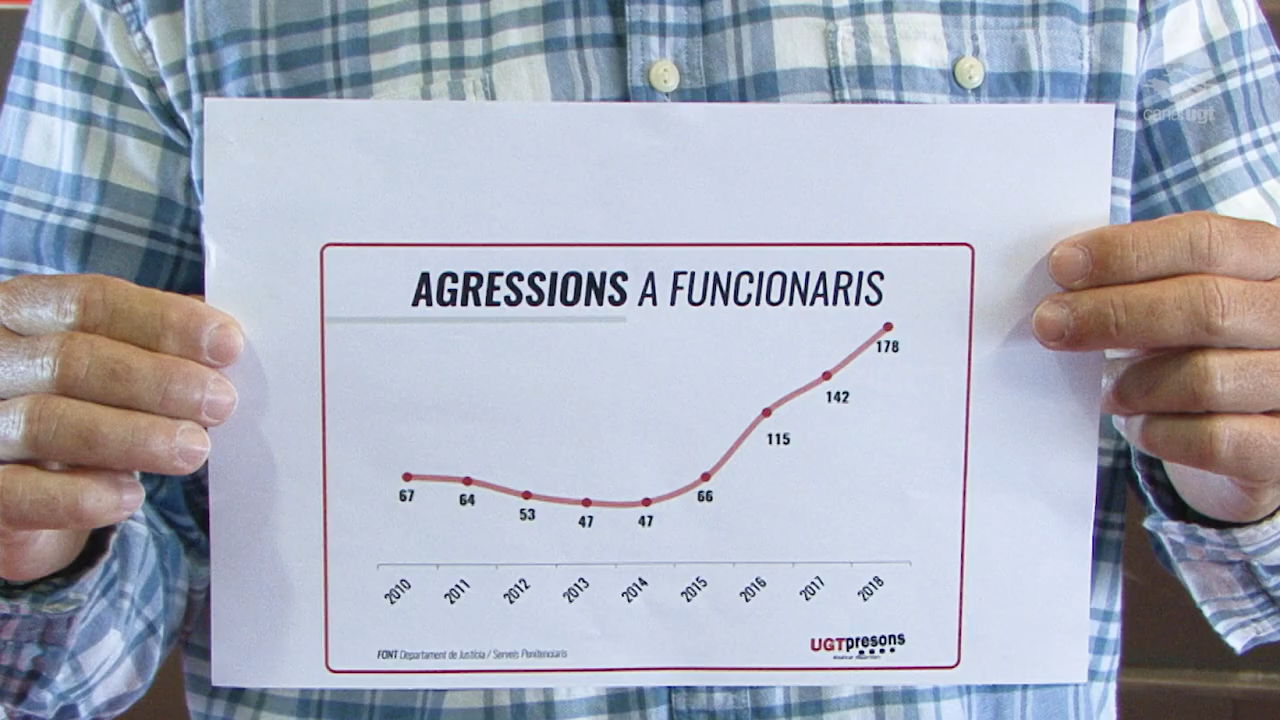 canalugt
AGRESSIONS A FUNCIONARIS
178
142
115
67
64
53
47
47
66
2010 2011 2012 2013 2014 2015 2016 2017 2018
UGTpresons
FONT Departament de Justícia / Serveis Penitenciaris